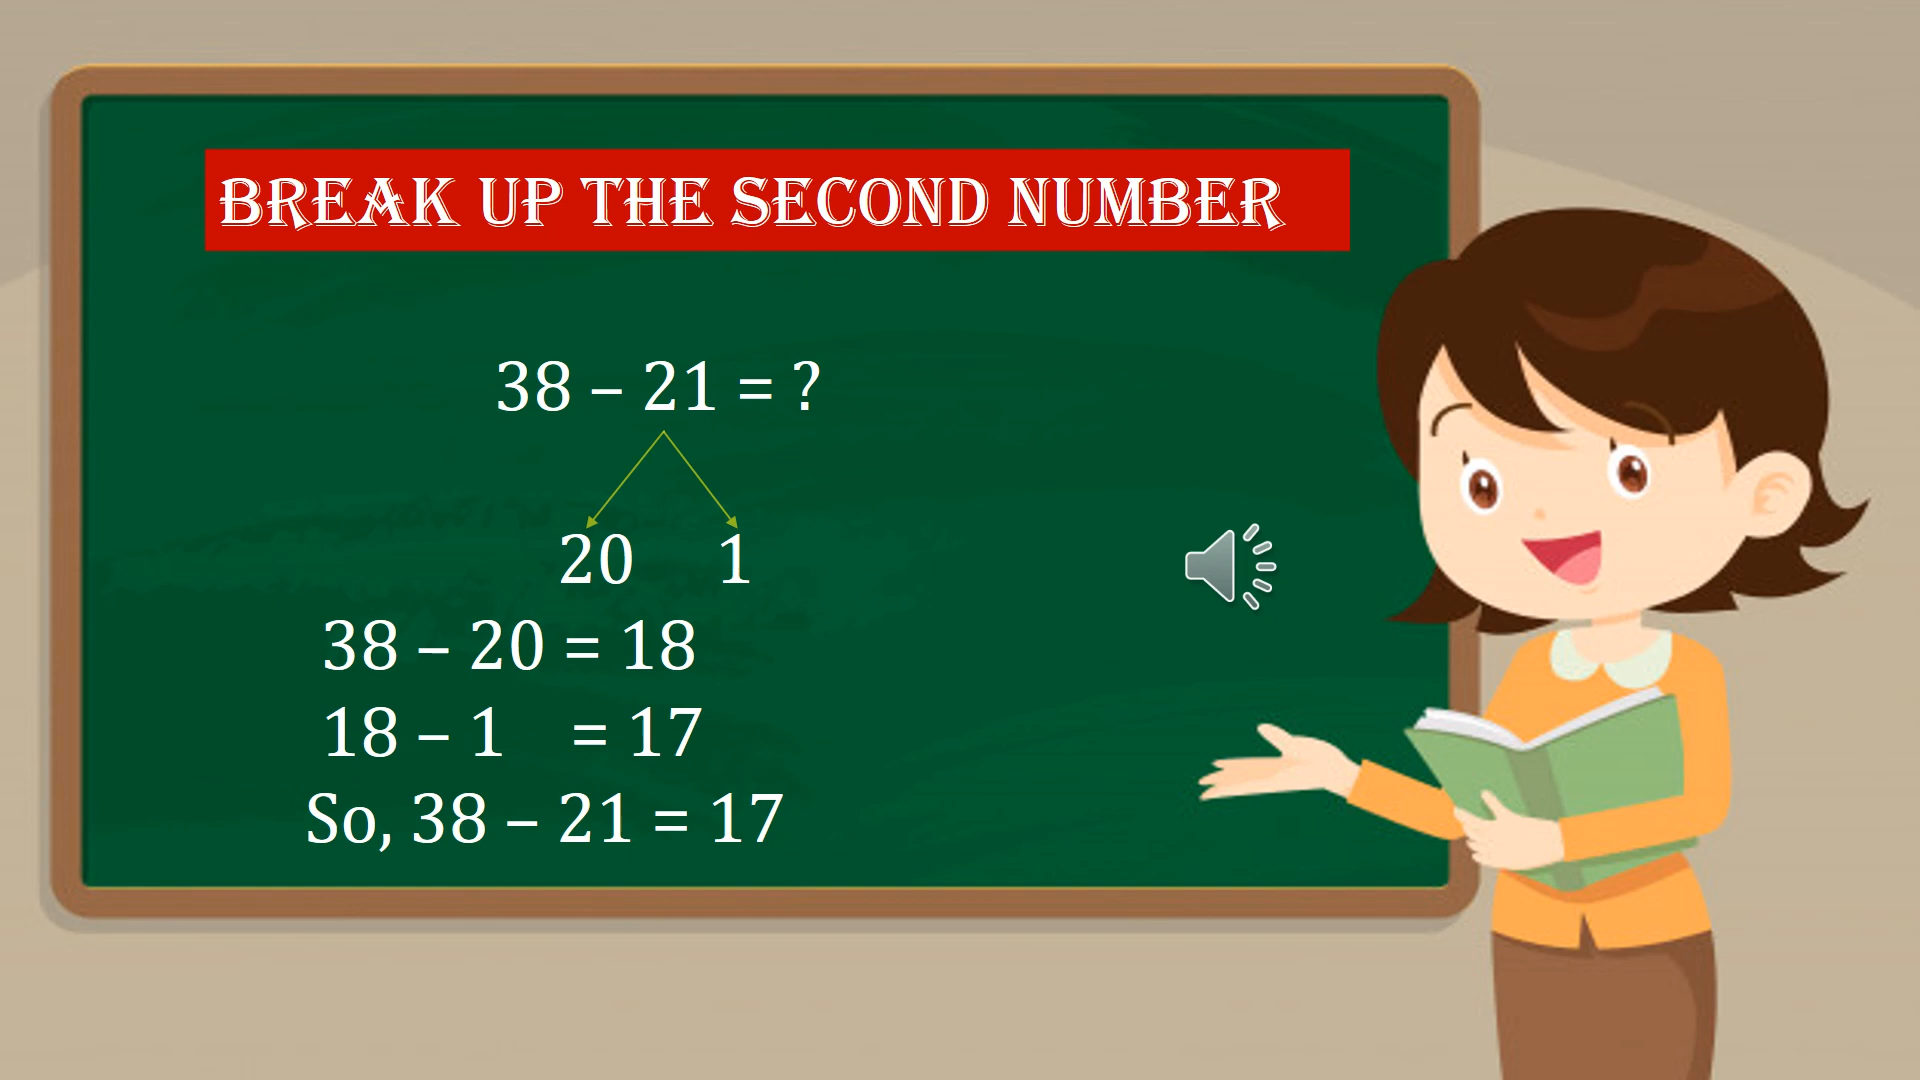 BREAK UP THE SECOND NUMBER
38 – 21 = ?
20 1
38 – 20 = 18
18 – 1 = 17
So, 38 – 21 = 17